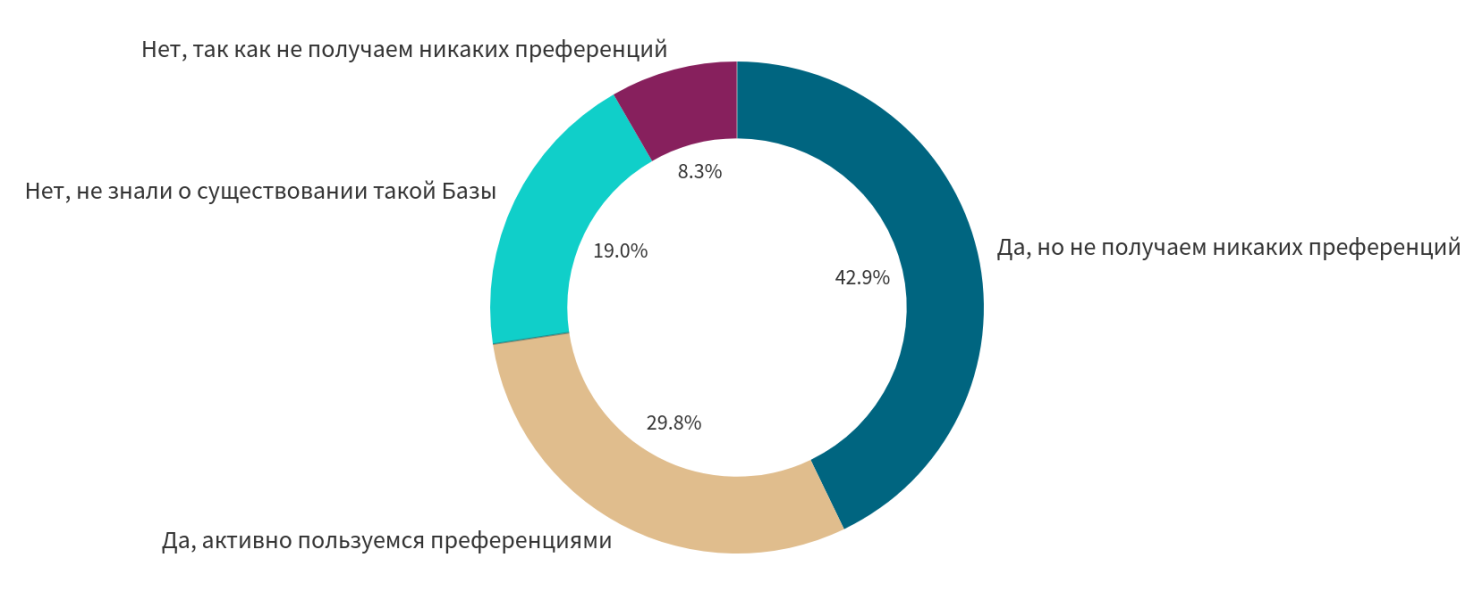 Нет, так как не получаем никаких преференций
8.3%
Нет, не знали о существовании такой Базы
19.0%
Да, но не получаем никаких преференций
42.9%
29.8%
Да, активно пользуемся преференциями